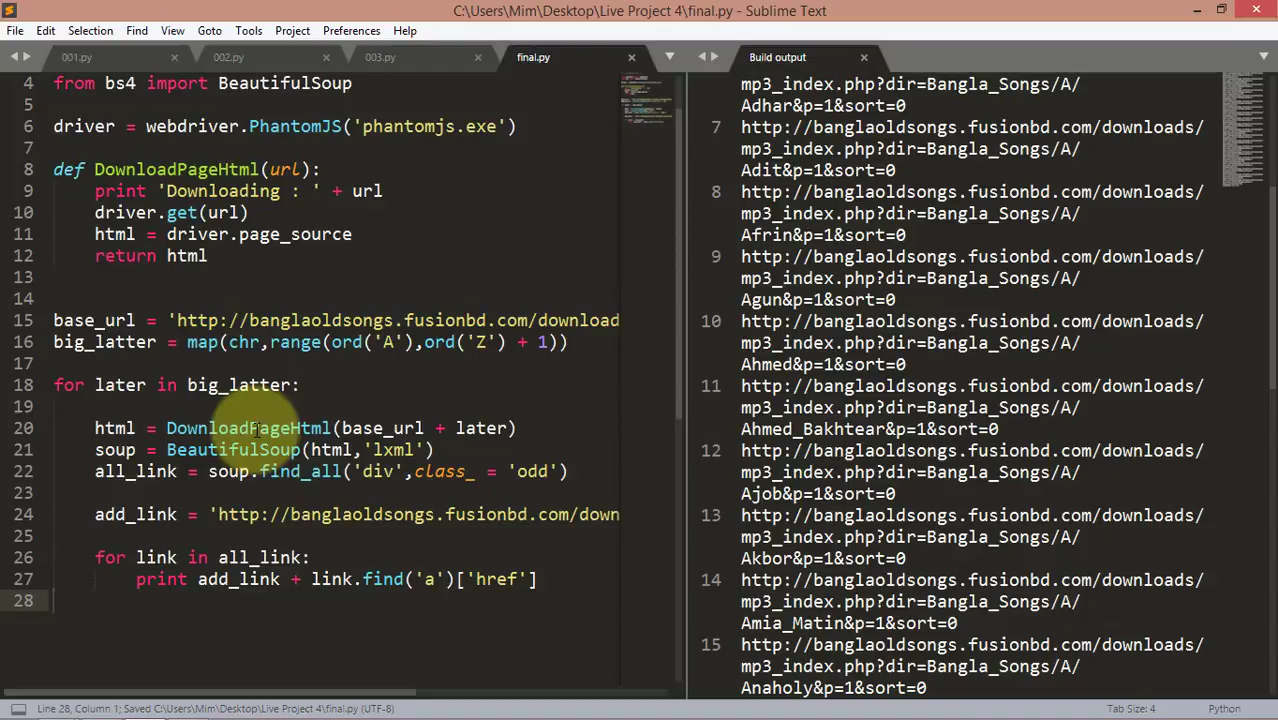 C:\Users\Mim\Desktop\Live Project 4\final.py - Sublime Text
File Edit Selection Find View Goto Tools Project Preferences Help
001.py 002.py 003.py final.py
4 from bs4 import BeautifulSoup
5
6 driver = webdriver.PhantomJS('phantomjs.exe')
7
8 def DownloadPageHtml(url):
9 print 'Downloading : ' + url
10 driver.get(url)
11 html = driver.page_source
12 return html
13
14
15 base_url = 'http://banglaoldsongs.fusionbd.com/download
16 big_latter = map(chr,range(ord('A'),ord('Z') + 1))
17
18 for later in big_latter:
19
20 html = DownloadPageHtml(base_url + later)
21 soup = BeautifulSoup(html,'lxml')
22 all_link = soup.find_all('div',class_ = 'odd')
23
24 add_link = 'http://banglaoldsongs.fusionbd.com/down
25
26 for link in all_link:
27 print add_link + link.find('a')['href']
28
Build output
mp3_index.php?dir=Bangla_Songs/A/
Adhar&p=1&sort=0
7 http://banglaoldsongs.fusionbd.com/downloads/
mp3_index.php?dir=Bangla_Songs/A/
Adit&p=1&sort=0
8 http://banglaoldsongs.fusionbd.com/downloads/
mp3_index.php?dir=Bangla_Songs/A/
Afrin&p=1&sort=0
9 http://banglaoldsongs.fusionbd.com/downloads/
mp3_index.php?dir=Bangla_Songs/A/
Agun&p=1&sort=0
10 http://banglaoldsongs.fusionbd.com/downloads/
mp3_index.php?dir=Bangla_Songs/A/
Ahmed&p=1&sort=0
11 http://banglaoldsongs.fusionbd.com/downloads/
mp3_index.php?dir=Bangla_Songs/A/
Ahmed_Bakhtear&p=1&sort=0
12 http://banglaoldsongs.fusionbd.com/downloads/
mp3_index.php?dir=Bangla_Songs/A/
Ajob&p=1&sort=0
13 http://banglaoldsongs.fusionbd.com/downloads/
mp3_index.php?dir=Bangla_Songs/A/
Akbor&p=1&sort=0
14 http://banglaoldsongs.fusionbd.com/downloads/
mp3_index.php?dir=Bangla_Songs/A/
Amia_Matin&p=1&sort=0
15 http://banglaoldsongs.fusionbd.com/downloads/
mp3_index.php?dir=Bangla_Songs/A/
Anaholy&p=1&sort=0
Line 28, Column 1; Saved C:\Users\Mim\Desktop\Live Project 4\final.py (UTF-8) Tab Size: 4 Python